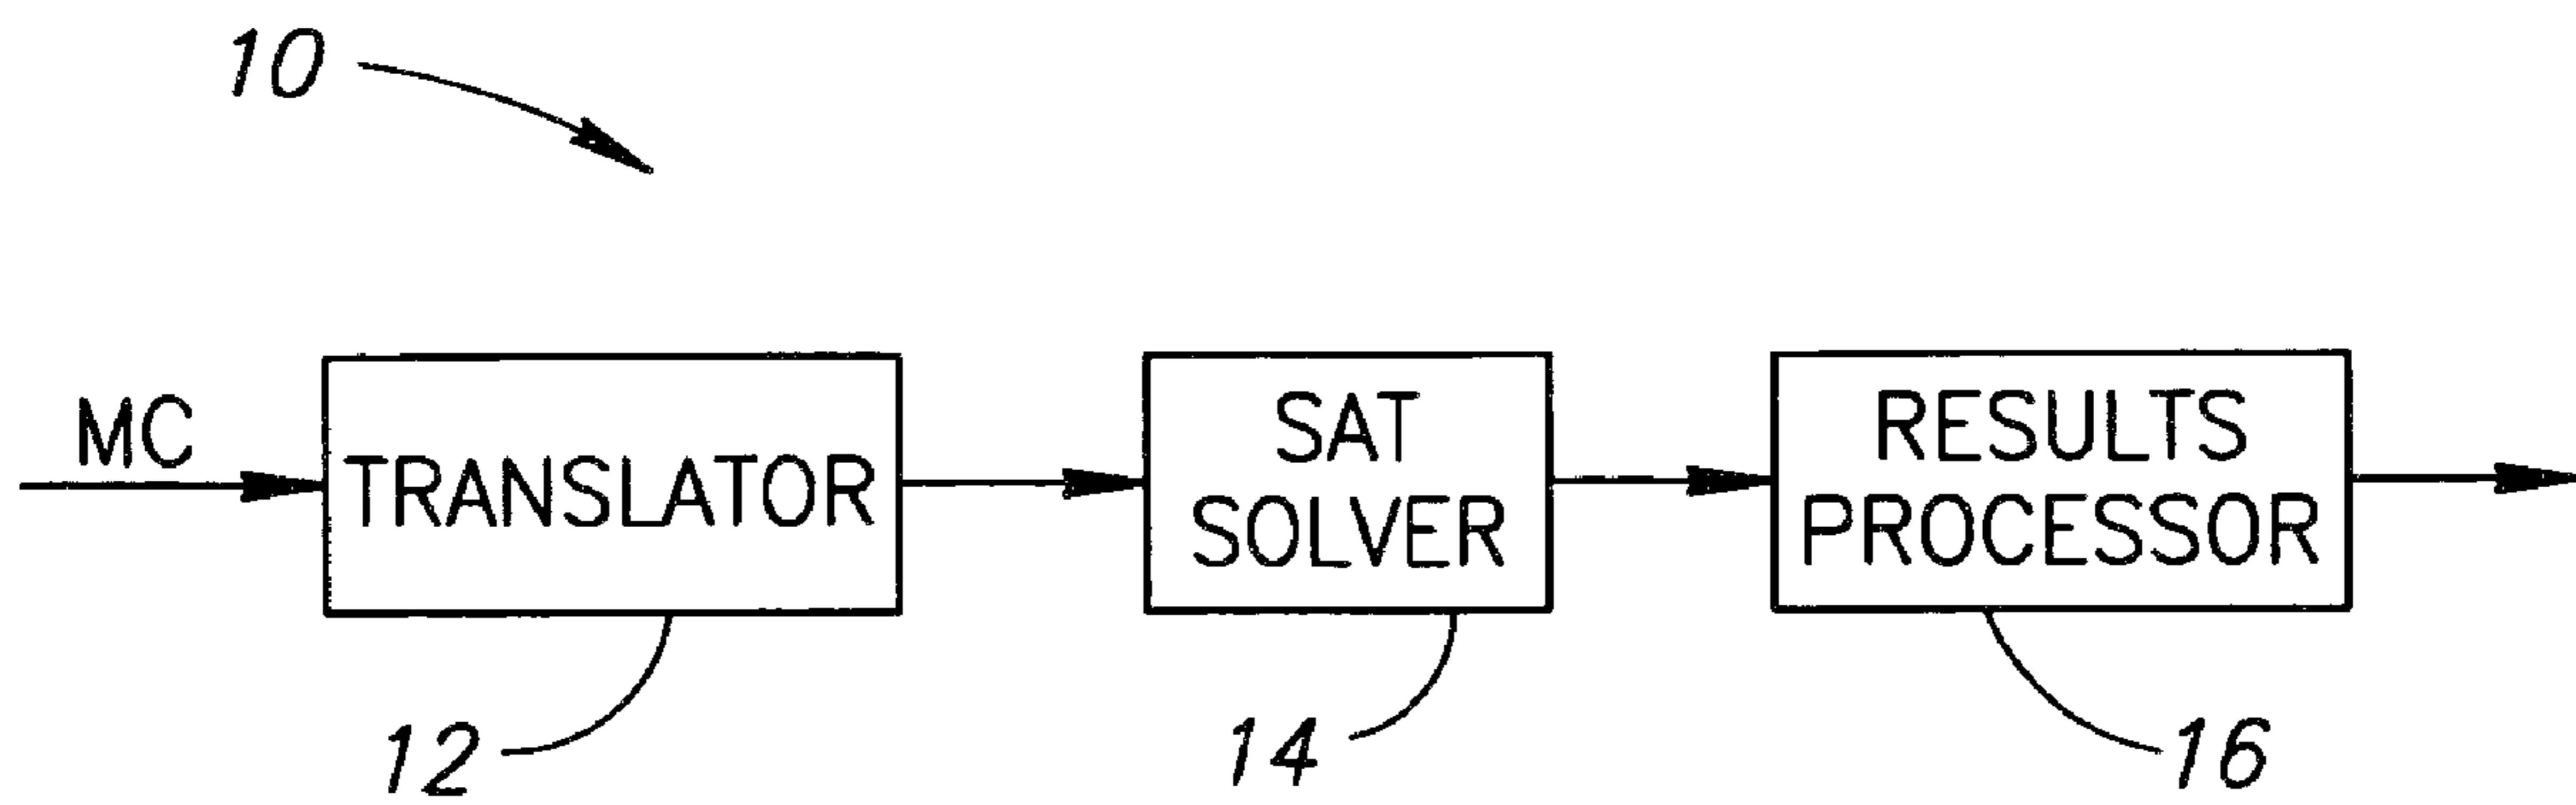 10
MC
TRANSLATOR
SAT
SOLVER
RESULTS
PROCESSOR
12
14
16